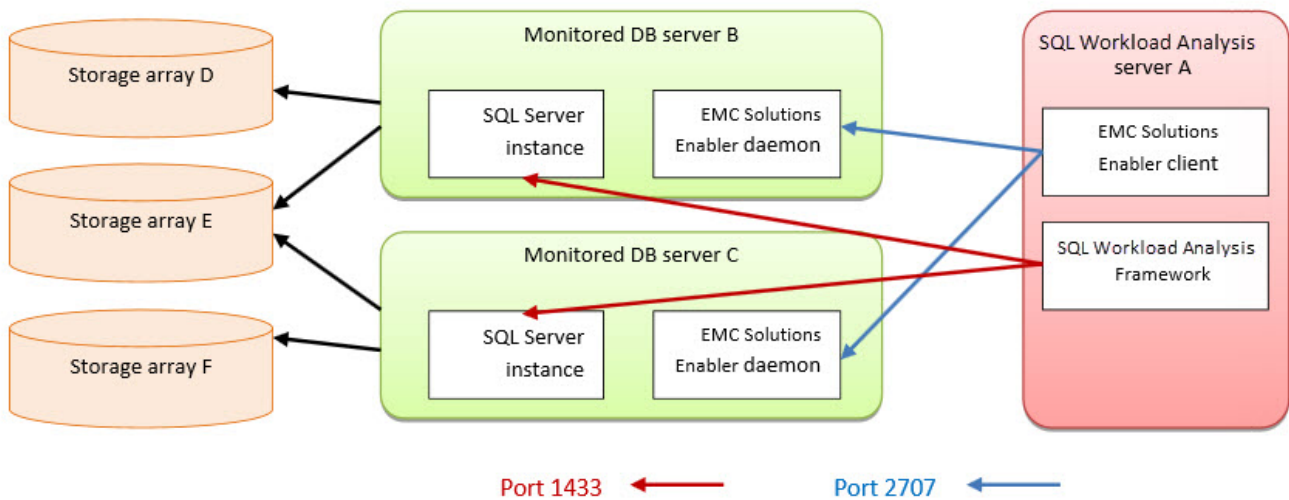 Storage array D
Storage array E
Storage array F
Monitored DB server B
SQL Server
instance
EMC Solutions
Enabler daemon
Monitored DB server C
SQL Server
instance
EMC Solutions
Enabler daemon
SQL Workload Analysis
server A
EMC Solutions
Enabler client
SQL Workload Analysis
Framework
Port 1433
Port 2707